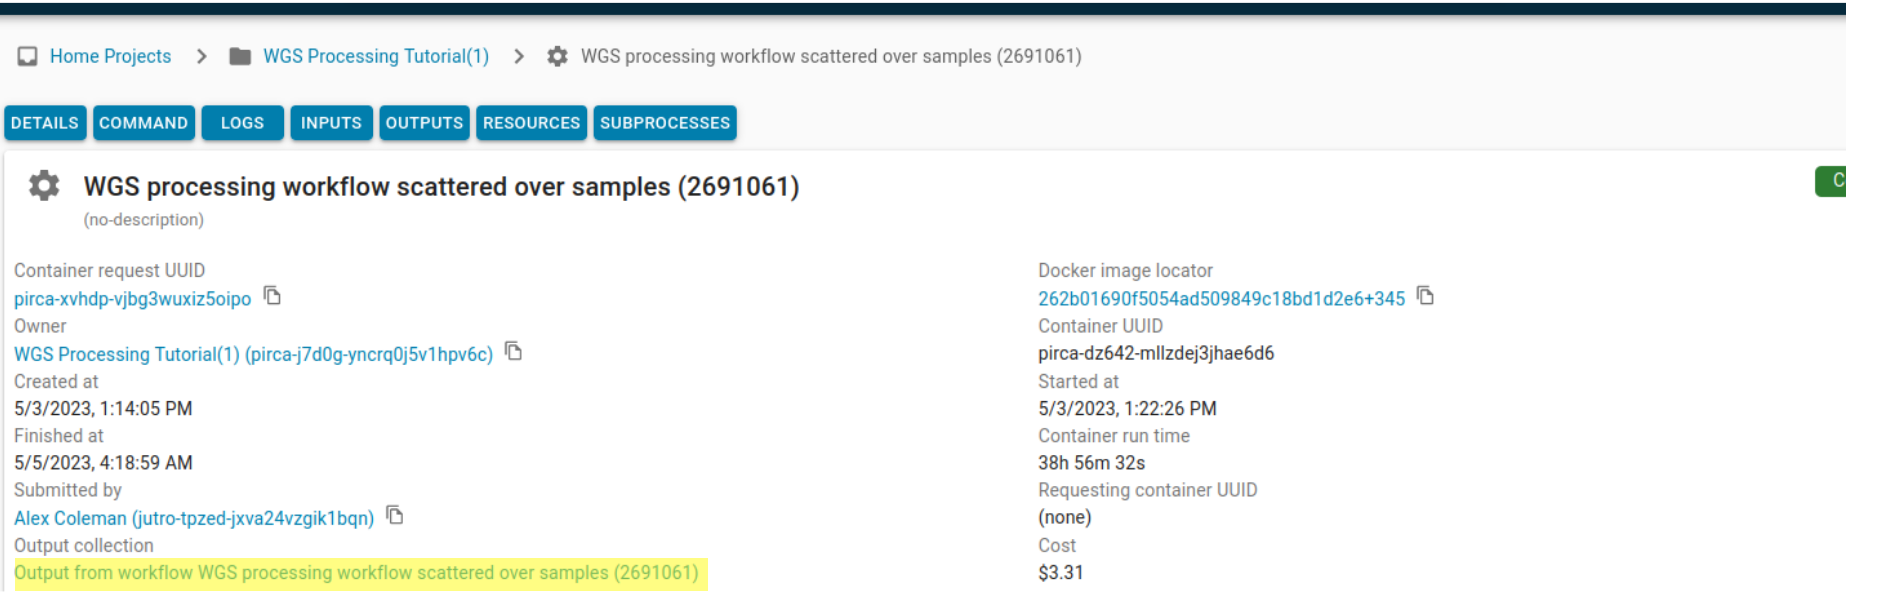 Home Projects > WGS Processing Tutorial(1) > WGS processing workflow scattered over samples (2691061)
DETAILS COMMAND LOGS INPUTS OUTPUTS RESOURCES SUBPROCESSES
WGS processing workflow scattered over samples (2691061)
C
(no-description)
Container request UUID
pirca-xvhdp-vjbg3wuxiz5oipo
Owner
WGS Processing Tutorial(1) (pirca-j7d0g-yncrq0j5v1hpv6c)
Created at
5/3/2023, 1:14:05 PM
Finished at
5/5/2023, 4:18:59 AM
Submitted by
Alex Coleman (jutro-tpzed-jxva24vzgik1bqn)
Output collection
Output from workflow WGS processing workflow scattered over samples (2691061)
Docker image locator
262b01690f5054ad509849c18bd1d2e6+345
Container UUID
pirca-dz642-mllzdej3jhae6d6
Started at
5/3/2023, 1:22:26 PM
Container run time
38h 56m 32s
Requesting container UUID
(none)
Cost
$3.31